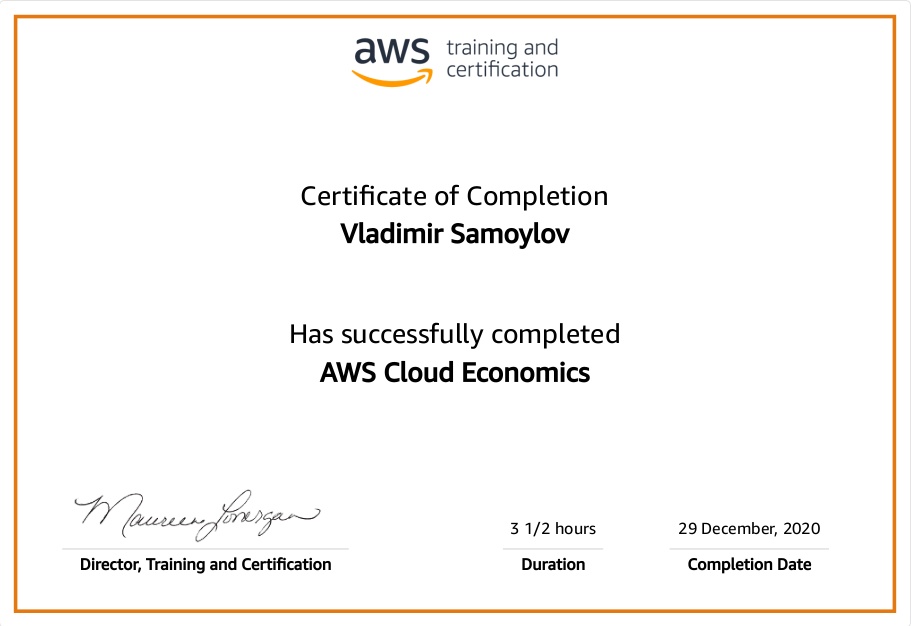 aws training and
certification
Certificate of Completion
Vladimir Samoylov
Has successfully completed
AWS Cloud Economics
Maureen Lonergan
3 1/2 hours
29 December, 2020
Director, Training and Certification
Duration
Completion Date